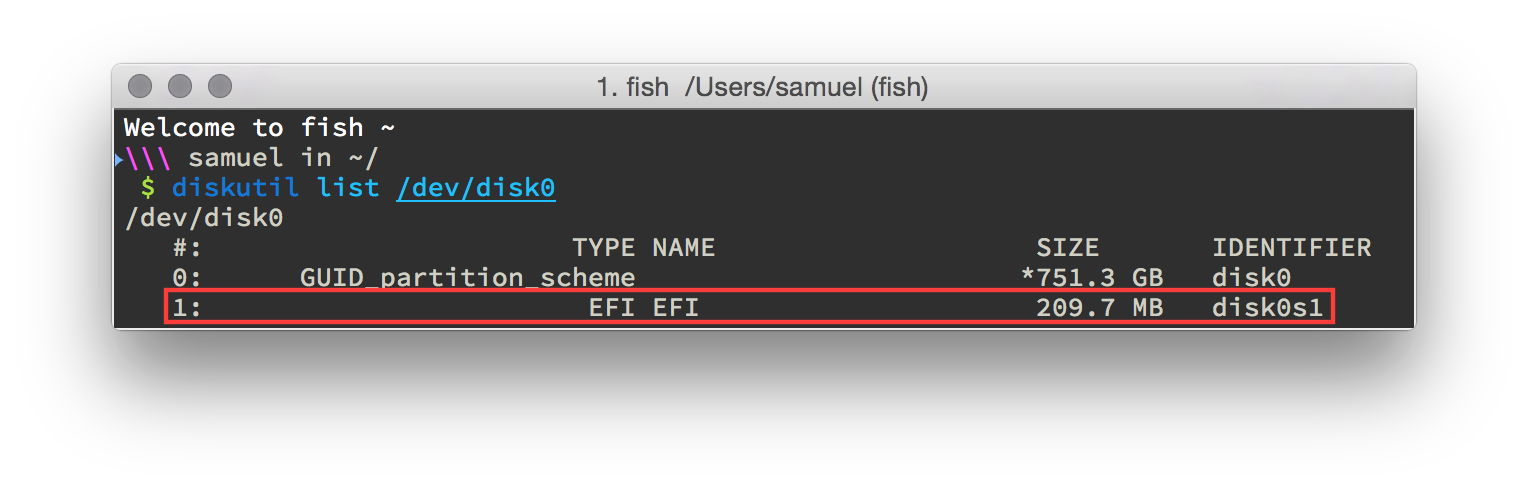 1. fish  /Users/samuel (fish)
Welcome to fish ~
\\\ samuel in ~/
$ diskutil list /dev/disk0
/dev/disk0
#: TYPE NAME SIZE IDENTIFIER
0: GUID_partition_scheme *751.3 GB disk0
1: EFI EFI 209.7 MB disk0s1